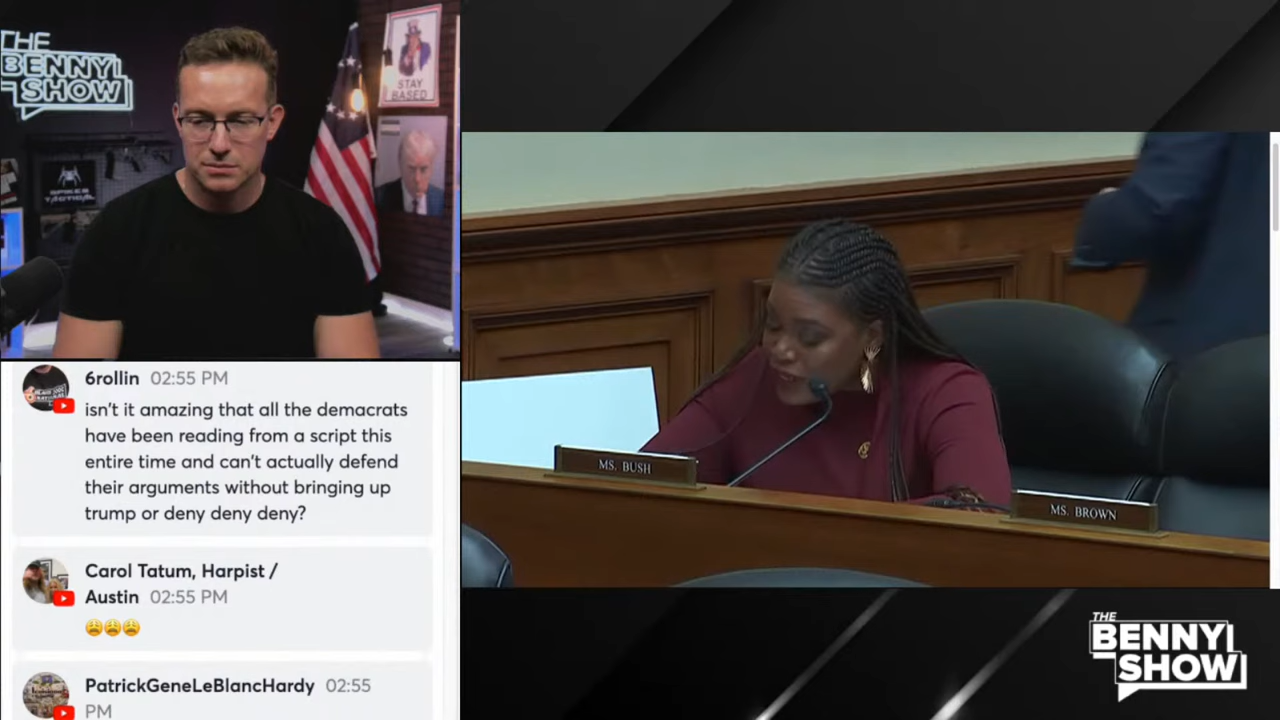 THE
BENNY
SHOW
STAY
BASED
SPIKE'S
TACTICAL
6rollin 02:55 PM
isn't it amazing that all the demacrats
have been reading from a script this
entire time and can't actually defend
their arguments without bringing up
trump or deny deny deny?
Carol Tatum, Harpist /
Austin 02:55 PM
PatrickGeneLeBlancHardy 02:55
PM
MS. BUSH
MS. BROWN
THE
BENNY
SHOW